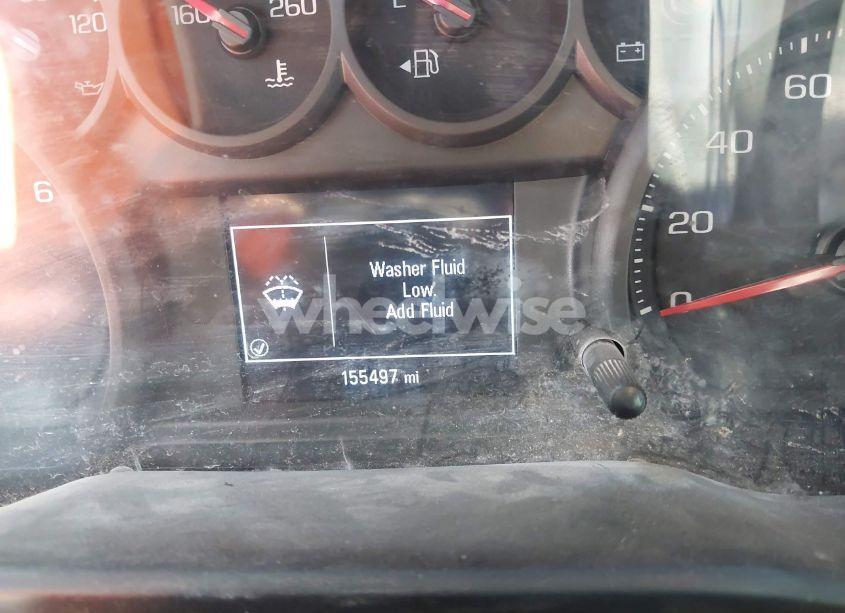 120
160
260
E
6
60
40
20
0
Washer Fluid
Low,
Add Fluid
155497 mi
wheelwise